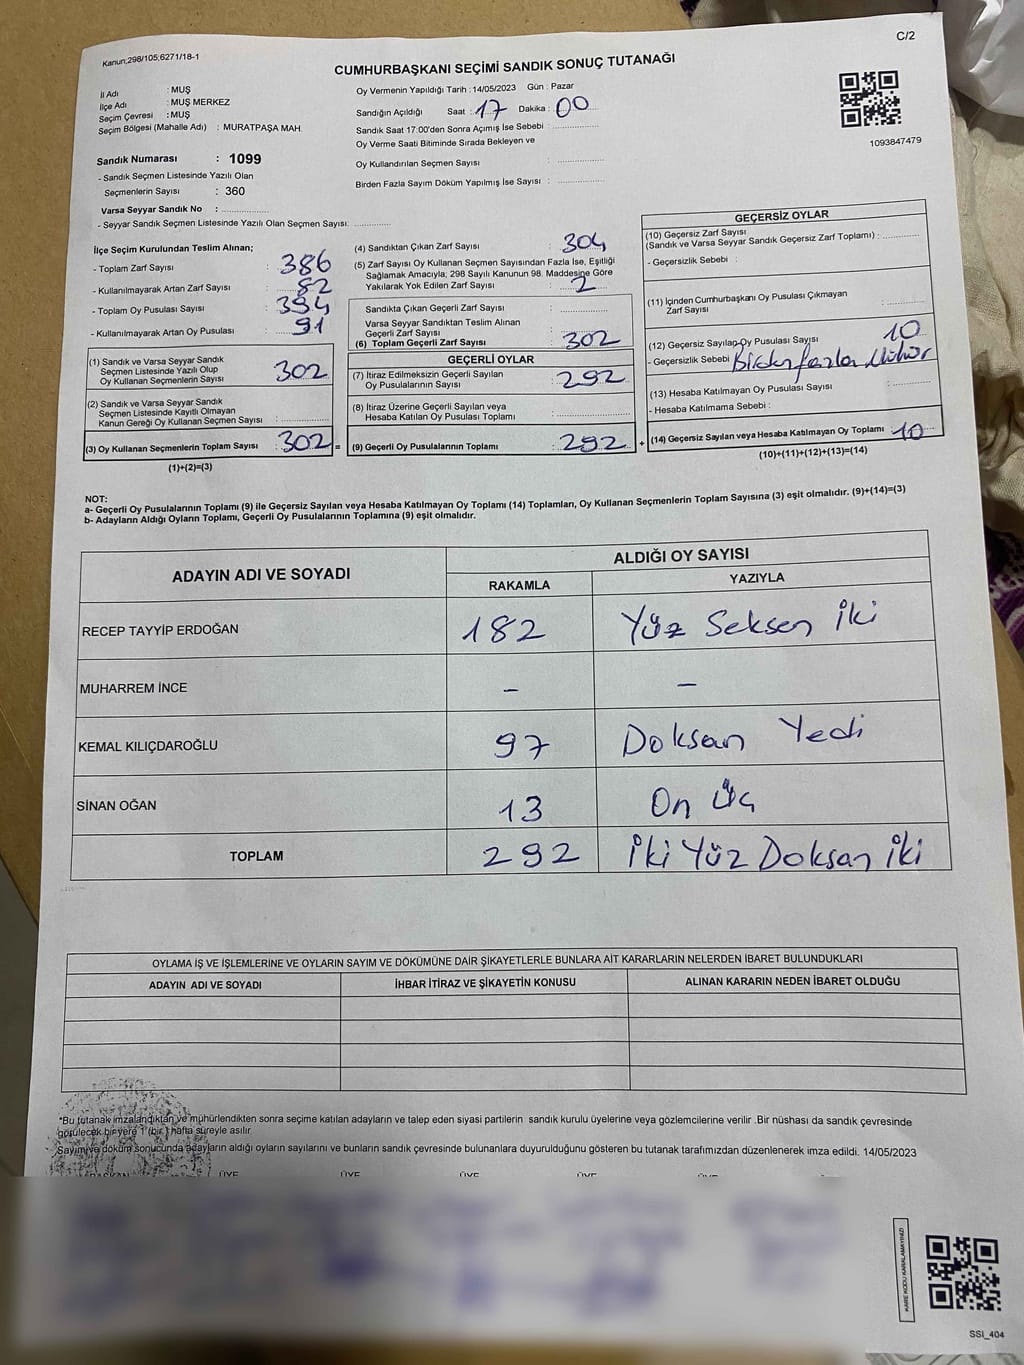 Kanun;298/105;6271/18-1
C/2
CUMHURBAŞKANI SEÇİMİ SANDIK SONUÇ TUTANAĞI
İl Adı : MUŞ
İlçe Adı : MUŞ MERKEZ
Seçim Çevresi : MUŞ
Seçim Bölgesi (Mahalle Adı) : MURATPAŞA MAH.
Sandık Numarası : 1099
- Sandık Seçmen Listesinde Yazılı Olan
Seçmenlerin Sayısı : 360
Varsa Seyyar Sandık No :
- Seyyar Sandık Seçmen Listesinde Yazılı Olan Seçmen Sayısı:
Oy Vermenin Yapıldığı Tarih : 14/05/2023 Gün : Pazar
Sandığın Açıldığı Saat : 17 Dakika : 00
Sandık Saat 17:00'den Sonra Açımış İse Sebebi :
Oy Verme Saati Bitiminde Sırada Bekleyen ve
Oy Kullandırılan Seçmen Sayısı :
Birden Fazla Sayım Döküm Yapılmış İse Sayısı :
1093847479
İlçe Seçim Kurulundan Teslim Alınan;
- Toplam Zarf Sayısı : 386
- Kullanılmayarak Artan Zarf Sayısı : 82
- Toplam Oy Pusulası Sayısı : 394
- Kullanılmayarak Artan Oy Pusulası : 91
(1) Sandık ve Varsa Seyyar Sandık
Seçmen Listesinde Yazılı Olup
Oy Kullanan Seçmenlerin Sayısı : 302
(2) Sandık ve Varsa Seyyar Sandık
Seçmen Listesinde Kayıtlı Olmayan
Kanun Gereği Oy Kullanan Seçmen Sayısı :
(3) Oy Kullanan Seçmenlerin Toplam Sayısı : 302 =
(1)+(2)=(3)
(4) Sandıktan Çıkan Zarf Sayısı : 304
(5) Zarf Sayısı Oy Kullanan Seçmen Sayısından Fazla İse, Eşitliği
Sağlamak Amacıyla; 298 Sayılı Kanunun 98. Maddesine Göre
Yakılarak Yok Edilen Zarf Sayısı : 2
Sandıkta Çıkan Geçerli Zarf Sayısı :
Varsa Seyyar Sandıktan Teslim Alınan
Geçerli Zarf Sayısı :
(6) Toplam Geçerli Zarf Sayısı : 302
GEÇERLİ OYLAR
(7) İtiraz Edilmeksizin Geçerli Sayılan
Oy Pusulalarının Sayısı : 292
(8) İtiraz Üzerine Geçerli Sayılan veya
Hesaba Katılan Oy Pusulası Toplamı :
(9) Geçerli Oy Pusulalarının Toplamı : 292 +
GEÇERSİZ OYLAR
(10) Geçersiz Zarf Sayısı
(Sandık ve Varsa Seyyar Sandık Geçersiz Zarf Toplamı) :
- Geçersizlik Sebebi :
(11) İçinden Cumhurbaşkanı Oy Pusulası Çıkmayan
Zarf Sayısı :
(12) Geçersiz Sayılan Oy Pusulası Sayısı : 10
- Geçersizlik Sebebi Birden fazla Mühür
(13) Hesaba Katılmayan Oy Pusulası Sayısı :
- Hesaba Katılmama Sebebi :
(14) Geçersiz Sayılan veya Hesaba Katılmayan Oy Toplamı : 10
(10)+(11)+(12)+(13)=(14)
NOT:
a- Geçerli Oy Pusulalarının Toplamı (9) ile Geçersiz Sayılan veya Hesaba Katılmayan Oy Toplamı (14) Toplamları, Oy Kullanan Seçmenlerin Toplam Sayısına (3) eşit olmalıdır. (9)+(14)=(3)
b- Adayların Aldığı Oyların Toplamı, Geçerli Oy Pusulalarının Toplamına (9) eşit olmalıdır.
ADAYIN ADI VE SOYADI
ALDIĞI OY SAYISI
RAKAMLA YAZIYLA
RECEP TAYYİP ERDOĞAN 182 Yüz Seksen İki
MUHARREM İNCE - -
KEMAL KILIÇDAROĞLU 97 Doksan Yedi
SİNAN OĞAN 13 On Üç
TOPLAM 292 İki Yüz Doksan İki
OYLAMA İŞ VE İŞLEMLERİNE VE OYLARIN SAYIM VE DÖKÜMÜNE DAİR ŞİKAYETLERLE BUNLARA AİT KARARLARIN NELERDEN İBARET BULUNDUKLARI
ADAYIN ADI VE SOYADI İHBAR İTİRAZ VE ŞİKAYETİN KONUSU ALINAN KARARIN NEDEN İBARET OLDUĞU
*Bu tutanak imzalandıktan ve mühürlendikten sonra seçime katılan adayların ve talep eden siyasi partilerin sandık kurulu üyelerine veya gözlemcilerine verilir .Bir nüshası da sandık çevresinde
görülecek bir yere 1 (bir ) hafta süreyle asılır.
Sayım ve döküm sonucunda adayların aldığı oyların sayılarını ve bunların sandık çevresinde bulunanlara duyurulduğunu gösteren bu tutanak tarafımızdan düzenlenerek imza edildi. 14/05/2023
BAŞKAN ÜYE ÜYE ÜYE ÜYE
KARE KODU KARALAMAYINIZ!
SSI_404